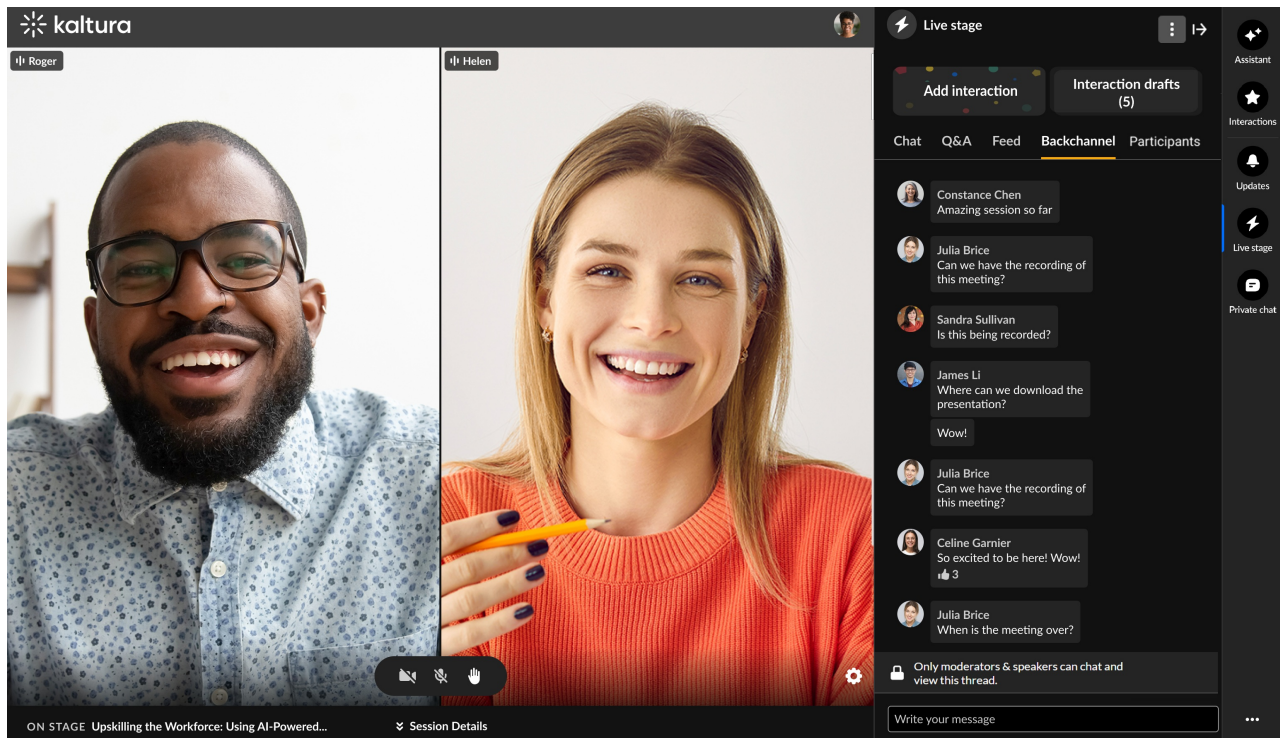 kaltura
Roger
Helen
ON STAGE Upskilling the Workforce: Using AI-Powered...
Session Details
Live stage
Add interaction
Interaction drafts
(5)
Chat Q&A Feed Backchannel Participants
Constance Chen
Amazing session so far
Julia Brice
Can we have the recording of
this meeting?
Sandra Sullivan
Is this being recorded?
James Li
Where can we download the
presentation?
Wow!
Julia Brice
Can we have the recording of
this meeting?
Celine Garnier
So excited to be here! Wow!
3
Julia Brice
When is the meeting over?
Only moderators & speakers can chat and
view this thread.
Write your message
Assistant
Interactions
Updates
Live stage
Private chat